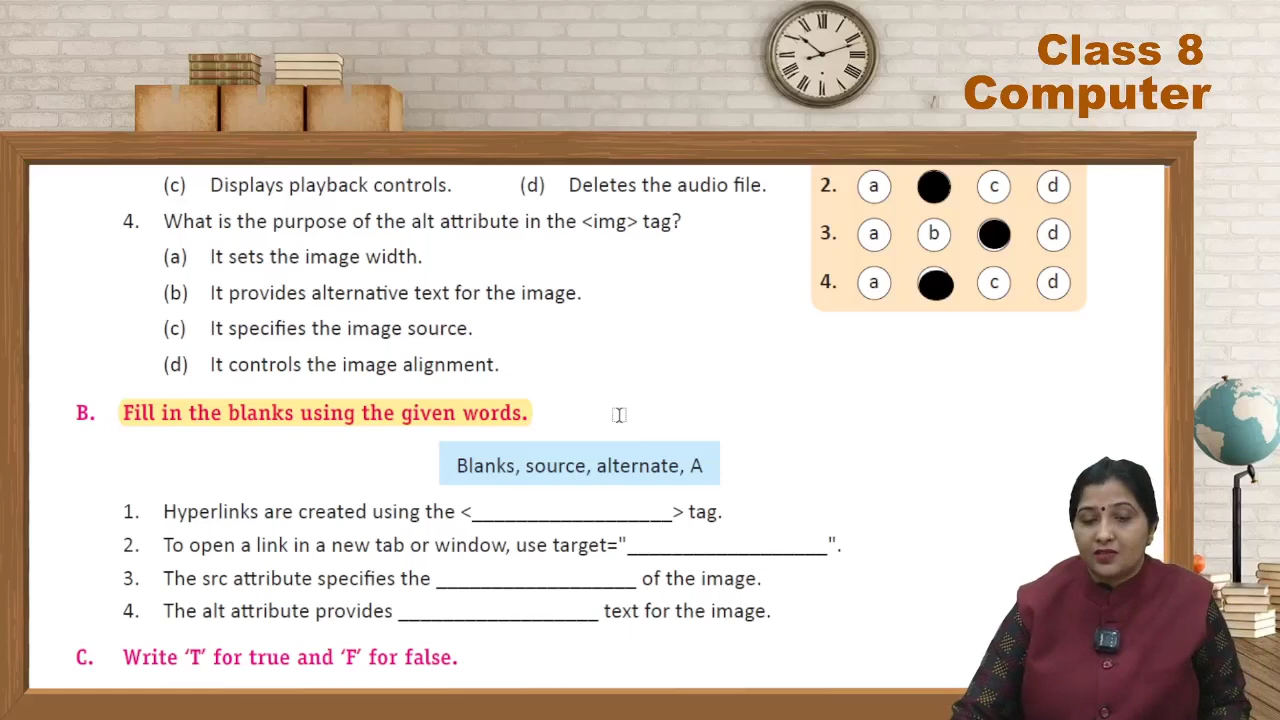 Class 8
Computer
(c) Displays playback controls. (d) Deletes the audio file.
4. What is the purpose of the alt attribute in the <img> tag?
(a) It sets the image width.
(b) It provides alternative text for the image.
(c) It specifies the image source.
(d) It controls the image alignment.
2. a c d
3. a b d
4. a c d
B. Fill in the blanks using the given words.
Blanks, source, alternate, A
1. Hyperlinks are created using the <__________________> tag.
2. To open a link in a new tab or window, use target="__________________".
3. The src attribute specifies the __________________ of the image.
4. The alt attribute provides __________________ text for the image.
C. Write ‘T’ for true and ‘F’ for false.